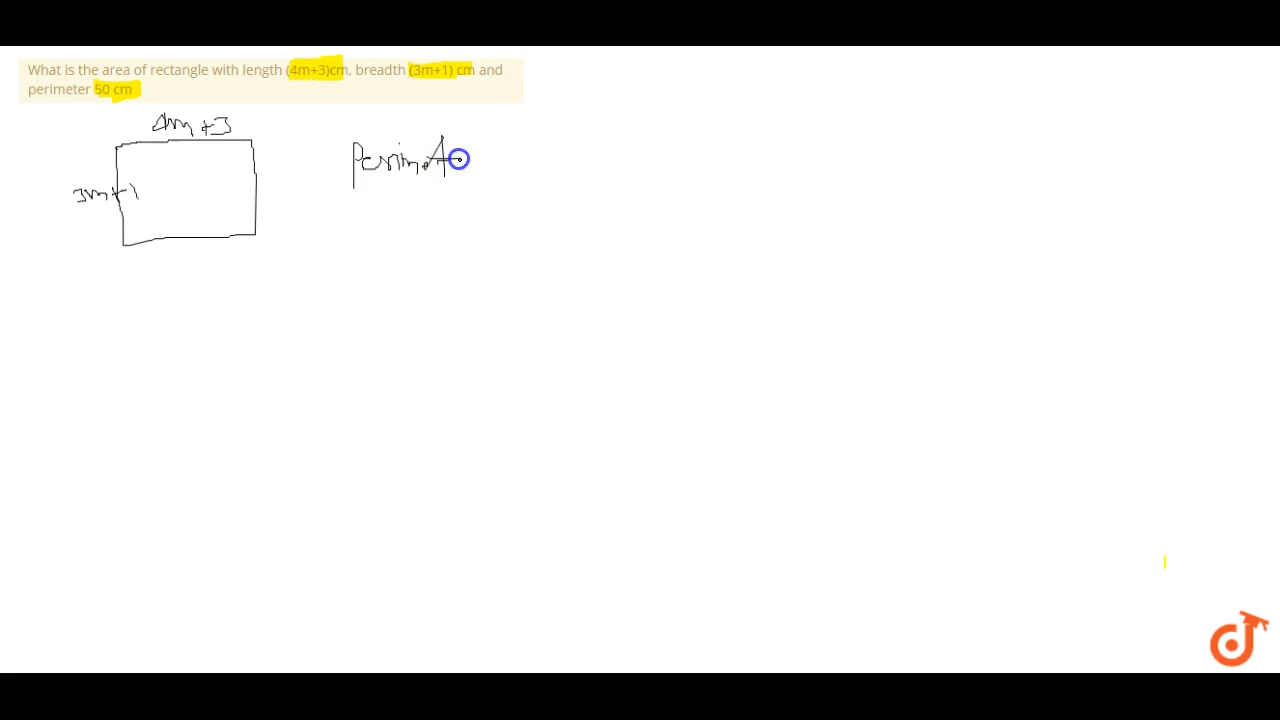 What is the area of rectangle with length (4m+3)cm, breadth (3m+1) cm and
perimeter 50 cm
4m+3
3m+1